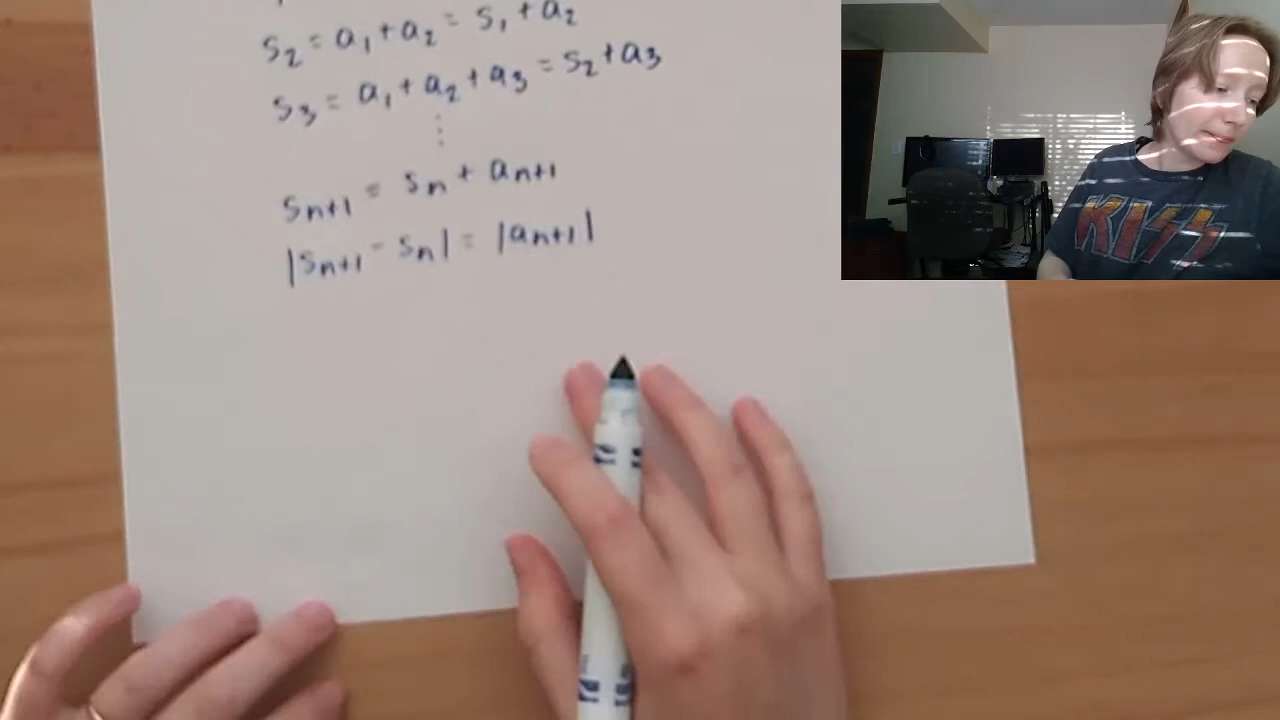 s₂ = a₁ + a₂ = s₁ + a₂
s₃ = a₁ + a₂ + a₃ = s₂ + a₃
⋮
sₙ₊₁ = sₙ + aₙ₊₁
|sₙ₊₁ - sₙ| = |aₙ₊₁|
KISS